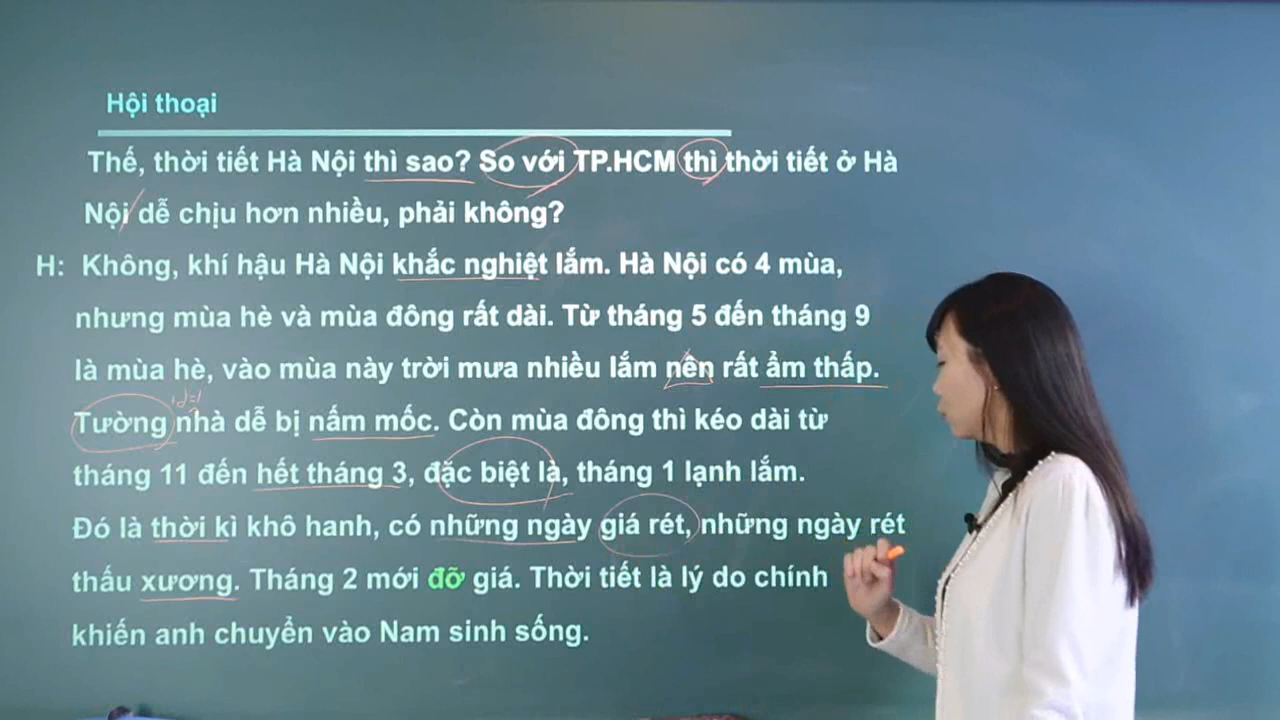 Hội thoại
Thế, thời tiết Hà Nội thì sao? So với TP.HCM thì thời tiết ở Hà
Nội dễ chịu hơn nhiều, phải không?
H: Không, khí hậu Hà Nội khắc nghiệt lắm. Hà Nội có 4 mùa,
nhưng mùa hè và mùa đông rất dài. Từ tháng 5 đến tháng 9
là mùa hè, vào mùa này trời mưa nhiều lắm nên rất ẩm thấp.
Tường nhà dễ bị nấm mốc. Còn mùa đông thì kéo dài từ
tháng 11 đến hết tháng 3, đặc biệt là, tháng 1 lạnh lắm.
Đó là thời kì khô hanh, có những ngày giá rét, những ngày rét
thấu xương. Tháng 2 mới đỡ giá. Thời tiết là lý do chính
khiến anh chuyển vào Nam sinh sống.